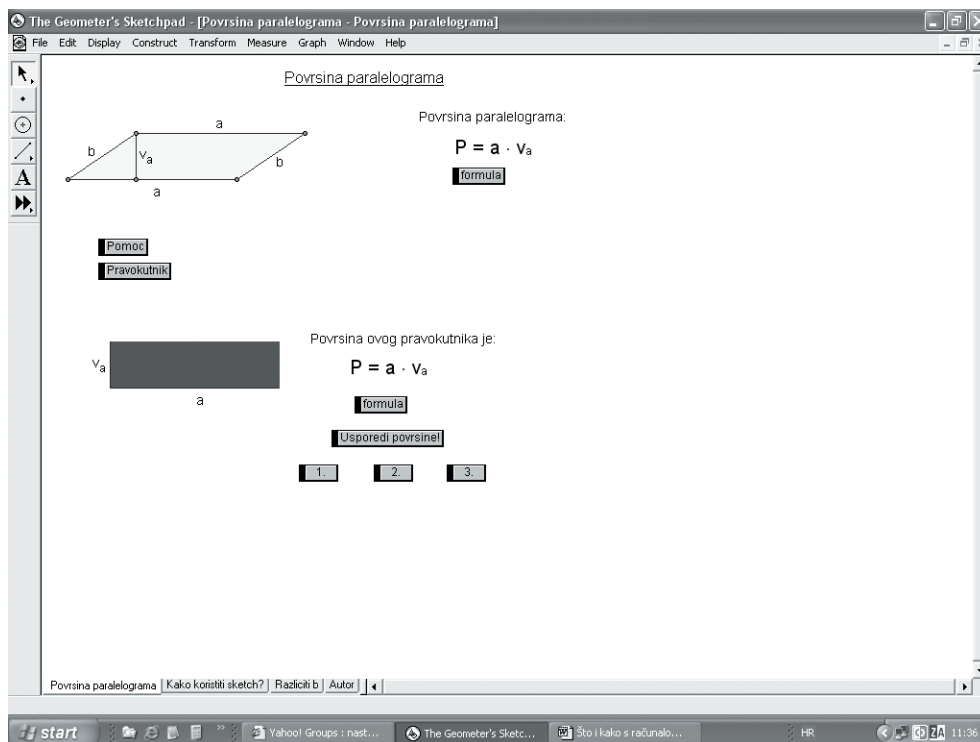 The Geometer's Sketchpad - [Povrsina paralelograma - Povrsina paralelograma]
File Edit Display Construct Transform Measure Graph Window Help
Povrsina paralelograma
a
b
va
b
a
Povrsina paralelograma:
P = a · va
formula
Pomoc
Pravokutnik
va
a
Povrsina ovog pravokutnika je:
P = a · va
formula
Usporedi povrsine!
1. 2. 3.
A
Povrsina paralelograma Kako koristiti sketch? Razliciti b Autor
start Yahoo! Groups : nast... The Geometer's Sketc... Što i kako s računalo... HR 11:36